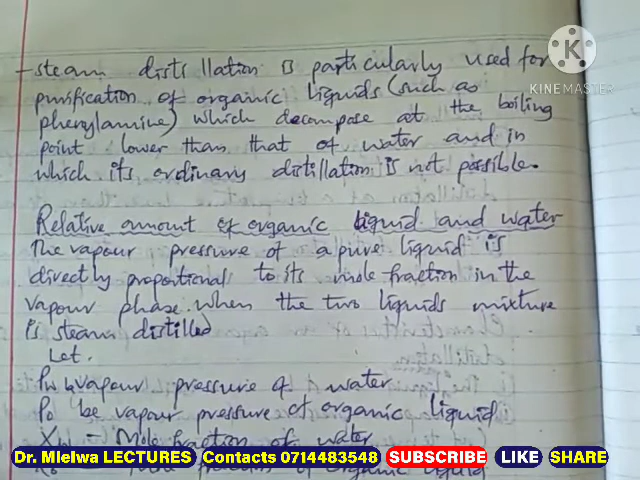 KINEMASTER
- steam distillation is particularly used for
purification of organic liquids (such as
phenylamine) which decompose at the boiling
point lower than that of water and in
which its ordinary distillation is not possible.
Relative amount of organic liquid and water
The vapour pressure of a pure liquid is
directly proportional to its mole fraction in the
vapour phase when the two liquids mixture
is steam distilled
Let.
Pw vapour pressure of water
Po be vapour pressure of organic liquid
Xw - Mole fraction of water
Dr. Mlelwa LECTURES Contacts 0714483548 SUBSCRIBE LIKE SHARE